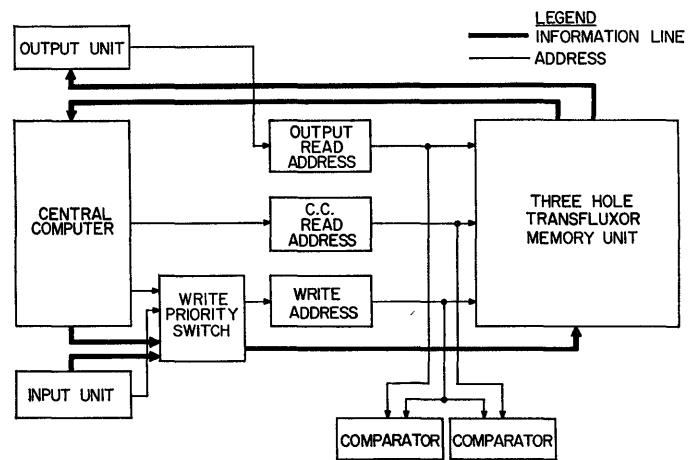 LEGEND
INFORMATION LINE
ADDRESS
OUTPUT UNIT
OUTPUT
READ
ADDRESS
CENTRAL
COMPUTER
C.C.
READ
ADDRESS
THREE HOLE
TRANSFLUXOR
MEMORY UNIT
WRITE
PRIORITY
SWITCH
WRITE
ADDRESS
INPUT UNIT
COMPARATOR
COMPARATOR